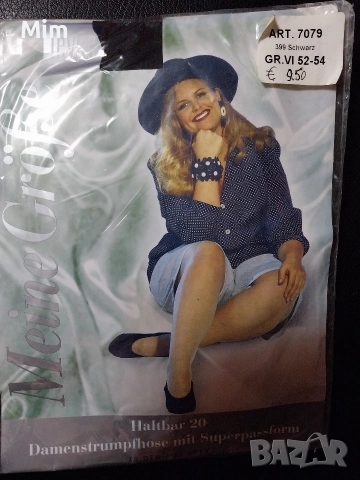 Mim
ART. 7079
399 Schwarz
GR.VI 52-54
€ 9.50
Meine Größe
Haltbar 20
Damenstrumpfhose mit Superpassform
BAZAR